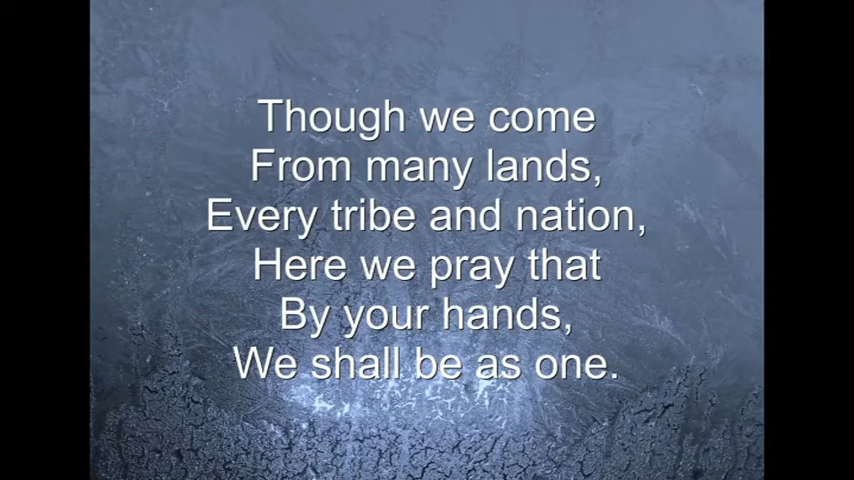 Though we come
From many lands,
Every tribe and nation,
Here we pray that
By your hands,
We shall be as one.